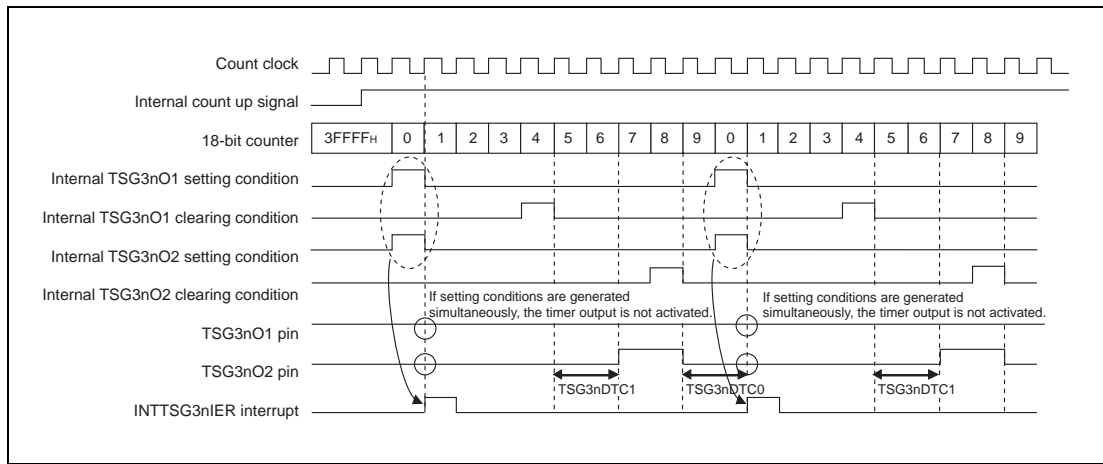 Count clock
Internal count up signal
18-bit counter 3FFFFH 0 1 2 3 4 5 6 7 8 9 0 1 2 3 4 5 6 7 8 9
Internal TSG3nO1 setting condition
Internal TSG3nO1 clearing condition
Internal TSG3nO2 setting condition
Internal TSG3nO2 clearing condition
If setting conditions are generated
simultaneously, the timer output is not activated.
If setting conditions are generated
simultaneously, the timer output is not activated.
TSG3nO1 pin
TSG3nO2 pin
TSG3nDTC1 TSG3nDTC0 TSG3nDTC1
INTTSG3nIER interrupt